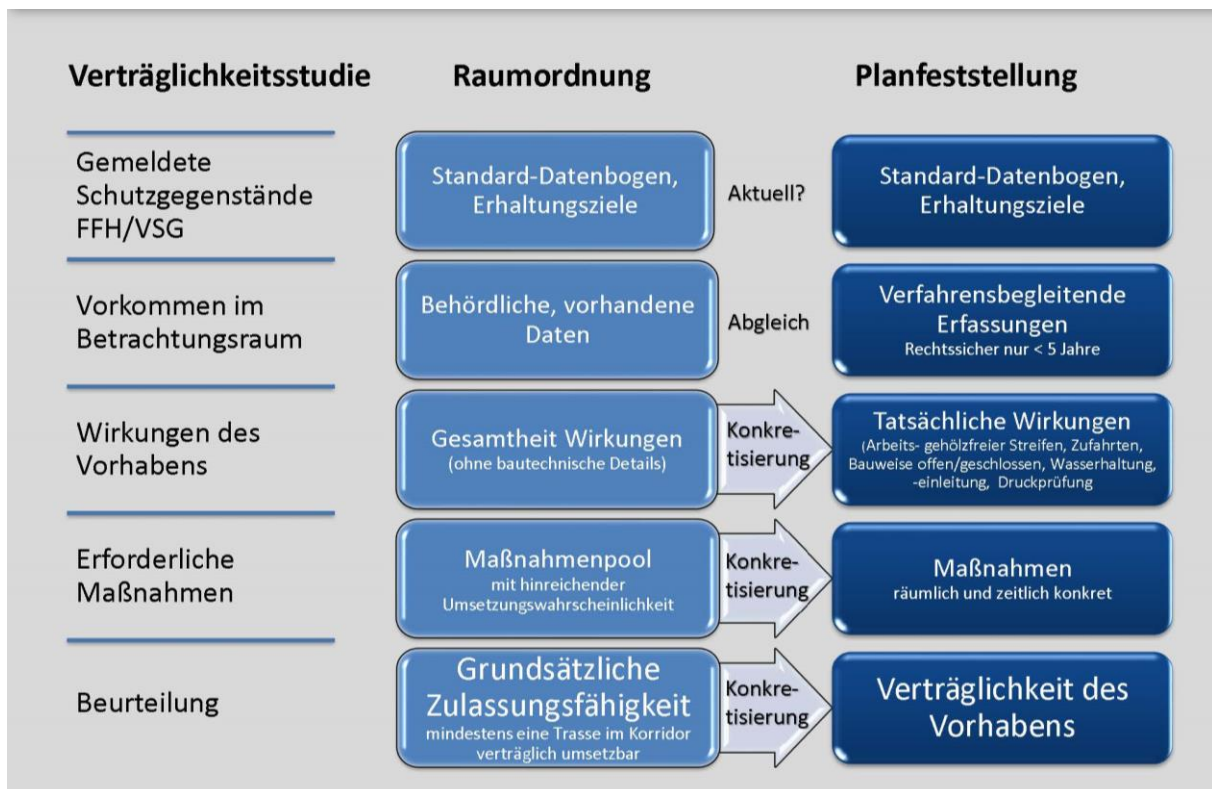 Verträglichkeitsstudie
Raumordnung
Planfeststellung
Gemeldete
Schutzgegenstände
FFH/VSG
Standard-Datenbogen,
Erhaltungsziele
Aktuell?
Standard-Datenbogen,
Erhaltungsziele
Vorkommen im
Betrachtungsraum
Behördliche, vorhandene
Daten
Abgleich
Verfahrensbegleitende
Erfassungen
Rechtssicher nur < 5 Jahre
Wirkungen des
Vorhabens
Gesamtheit Wirkungen
(ohne bautechnische Details)
Konkre-
tisierung
Tatsächliche Wirkungen
(Arbeits- gehölzfreier Streifen, Zufahrten,
Bauweise offen/geschlossen, Wasserhaltung,
-einleitung, Druckprüfung
Erforderliche
Maßnahmen
Maßnahmenpool
mit hinreichender
Umsetzungswahrscheinlichkeit
Konkre-
tisierung
Maßnahmen
räumlich und zeitlich konkret
Beurteilung
Grundsätzliche
Zulassungsfähigkeit
mindestens eine Trasse im Korridor
verträglich umsetzbar
Konkre-
tisierung
Verträglichkeit des
Vorhabens